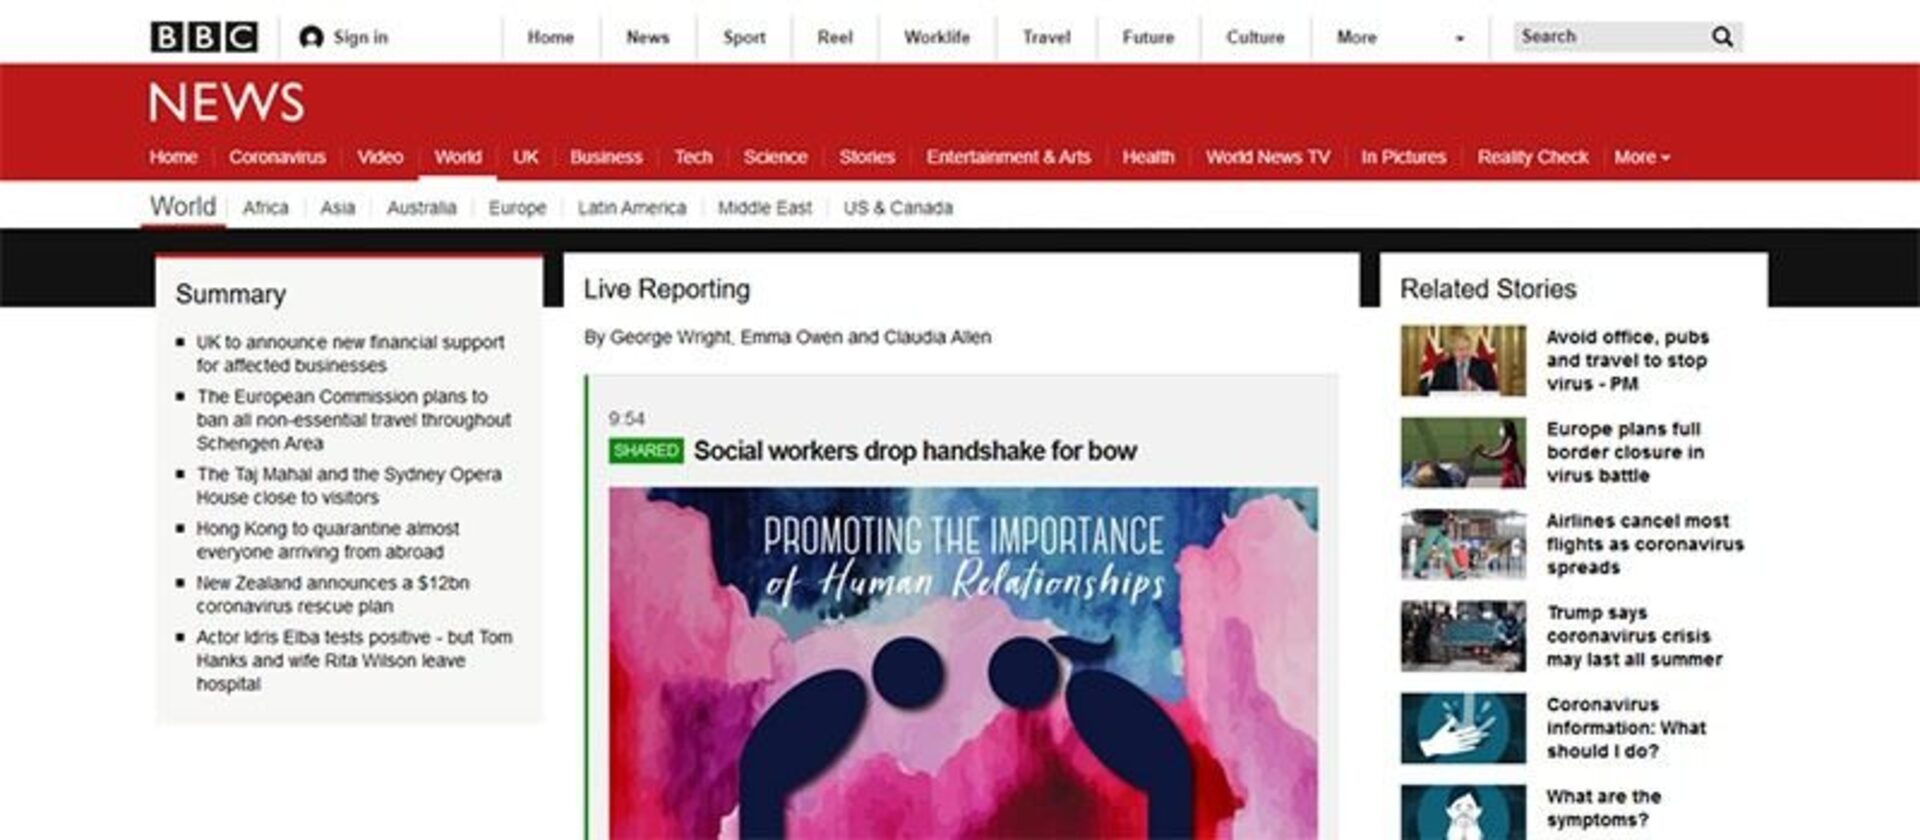 BBC Sign in Home News Sport Reel Worklife Travel Future Culture More Search
NEWS
Home Coronavirus Video World UK Business Tech Science Stories Entertainment & Arts Health World News TV In Pictures Reality Check More
World Africa Asia Australia Europe Latin America Middle East US & Canada
Summary
UK to announce new financial support
for affected businesses
The European Commission plans to
ban all non-essential travel throughout
Schengen Area
The Taj Mahal and the Sydney Opera
House close to visitors
Hong Kong to quarantine almost
everyone arriving from abroad
New Zealand announces a $12bn
coronavirus rescue plan
Actor Idris Elba tests positive - but Tom
Hanks and wife Rita Wilson leave
hospital
Live Reporting
By George Wright, Emma Owen and Claudia Allen
9:54
SHARED Social workers drop handshake for bow
PROMOTING THE IMPORTANCE
of Human Relationships
Related Stories
Avoid office, pubs
and travel to stop
virus - PM
Europe plans full
border closure in
virus battle
Airlines cancel most
flights as coronavirus
spreads
Trump says
coronavirus crisis
may last all summer
Coronavirus
information: What
should I do?
What are the
symptoms?